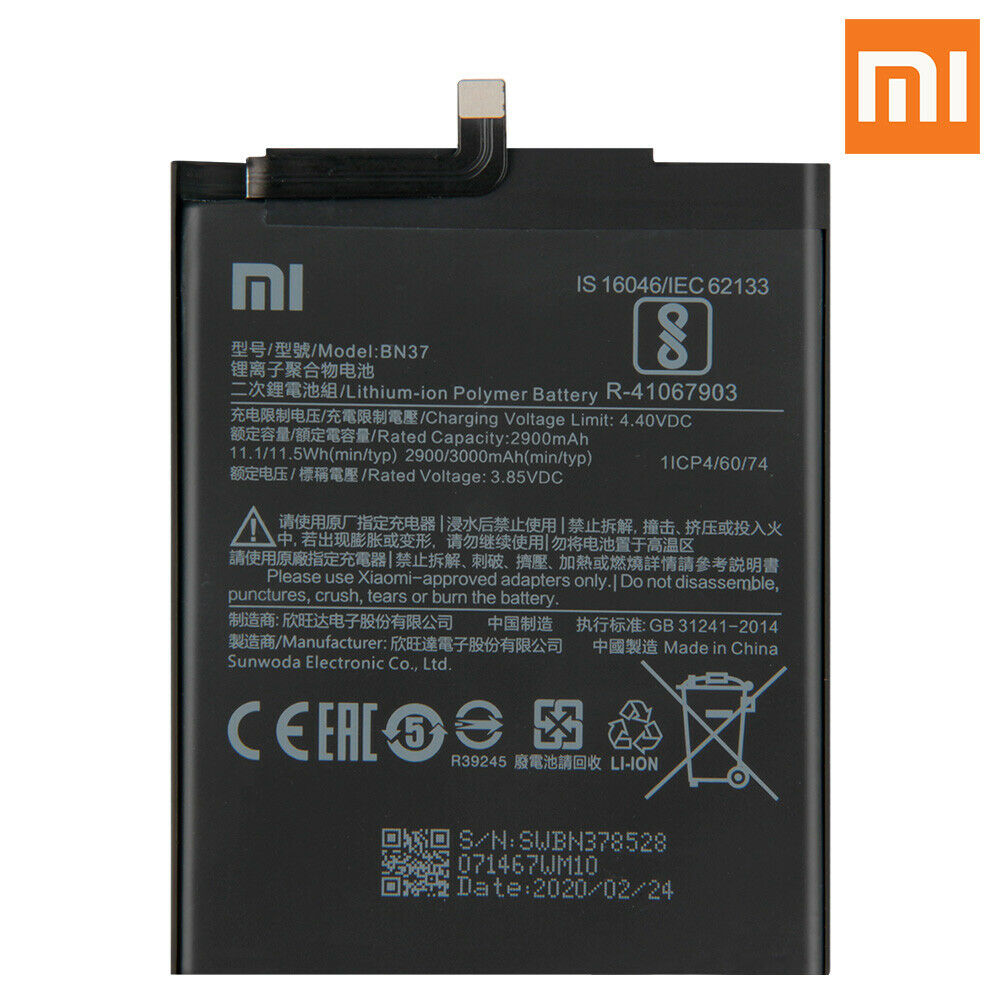 mi
mi
IS 16046/IEC 62133
型号/型號/Model:BN37
锂离子聚合物电池
二次鋰電池組/Lithium-ion Polymer Battery
R-41067903
充电限制电压/充電限制電壓/Charging Voltage Limit: 4.40VDC
额定容量/額定電容量/Rated Capacity:2900mAh
11.1/11.5Wh(min/typ) 2900/3000mAh(min/typ)
1ICP4/60/74
额定电压/標稱電壓/Rated Voltage: 3.85VDC
请使用原厂指定充电器|浸水后禁止使用|禁止拆解，撞击、挤压或投入火
中，若出现膨胀或变形，请勿继续使用|勿将电池置于高温区
請使用原廠指定充電器|禁止拆解、刺破、擠壓、加熱或燃燒詳情請參考說明書
Please use Xiaomi-approved adapters only.|Do not disassemble,
punctures, crush, tears or burn the battery.
制造商: 欣旺达电子股份有限公司 中国制造 执行标准: GB 31241-2014
製造商/Manufacturer: 欣旺達電子股份有限公司 中國製造 Made in China
Sunwoda Electronic Co., Ltd.
CE EAC 5
R39245 廢電池請回收 LI-ION
S/N:SWBN378528
071467WM10
Date:2020/02/24